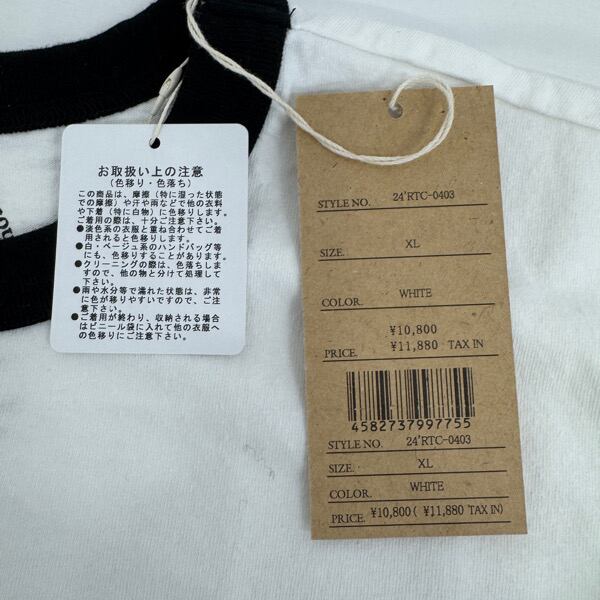 お取扱い上の注意
（色移り・色落ち）
この商品は、摩擦（特に湿った状態
での摩擦）や汗や雨などで他の衣料
や下着（特に白物）に色移りします。
ご着用の際は、十分ご注意下さい。
●淡色系の衣服と重ね合わせてご着
用されると色移りします。
●白・ベージュ系のハンドバッグ等
にも、色移りすることがあります。
●クリーニングの際は、色落ちしま
すので、他の物と分けて処理して
下さい。
●雨や水分等で濡れた状態は、非常
に色が移りやすいですので、ご注
意下さい。
●ご着用が終わり、収納される場合
はビニール袋に入れて他の衣服へ
の色移りにご注意下さい。
STYLE NO. 24'RTC-0403
SIZE. XL
COLOR. WHITE
¥10,800
PRICE. ¥11,880 TAX IN
4582737997755
STYLE NO. 24'RTC-0403
SIZE. XL
COLOR. WHITE
PRICE. ¥10,800( ¥11,880 TAX IN)